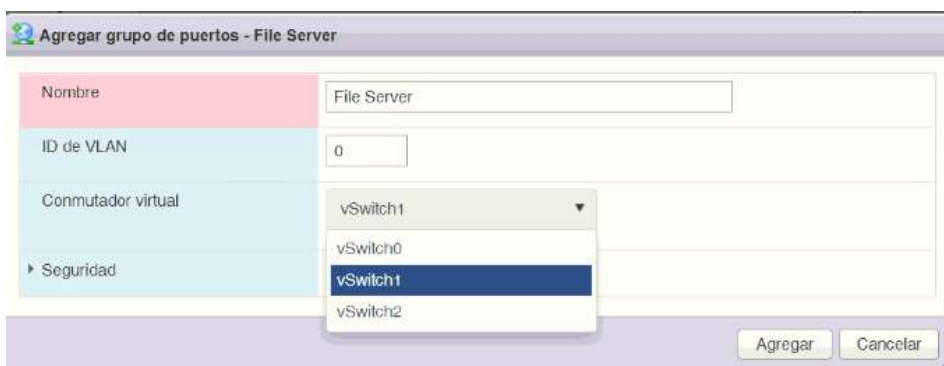 Agregar grupo de puertos - File Server
Nombre
File Server
ID de VLAN
0
Conmutador virtual
vSwitch1
vSwitch0
Seguridad
vSwitch1
vSwitch2
Agregar
Cancelar